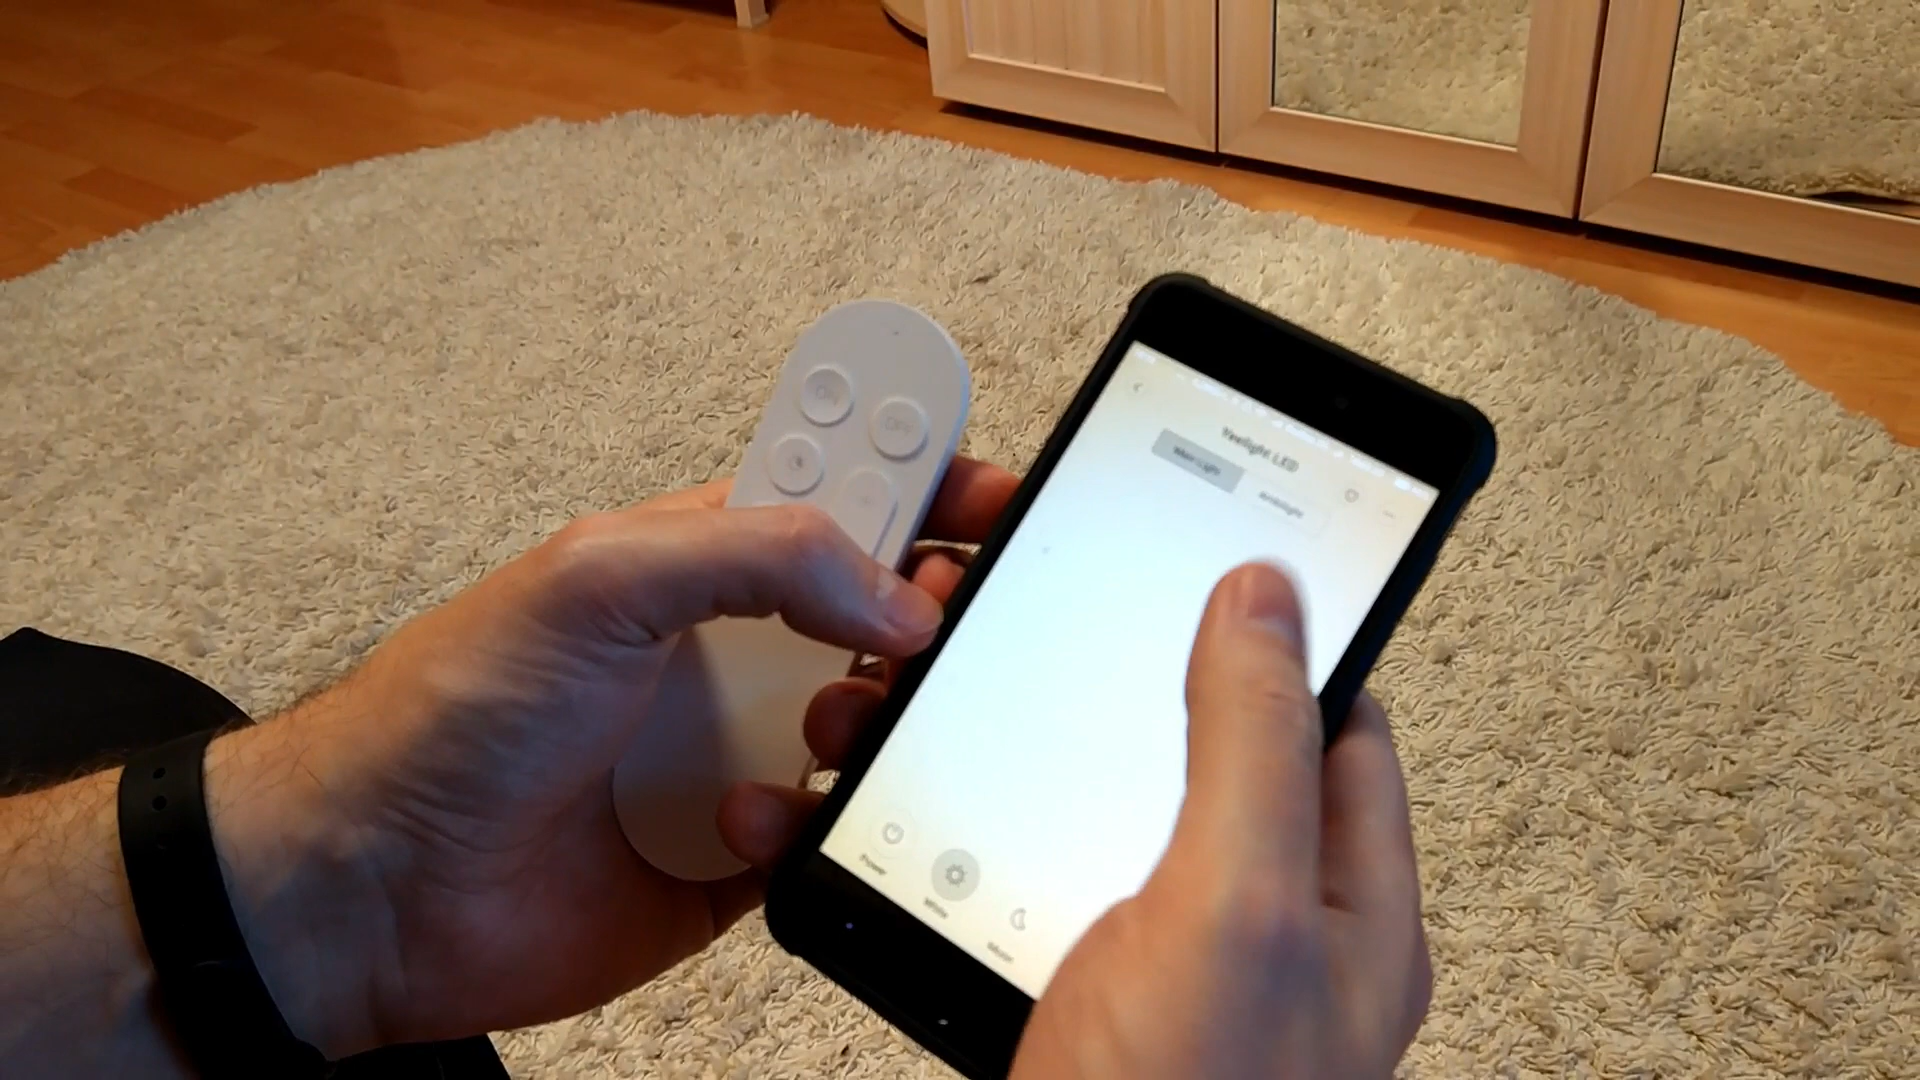 ON
OFF
Yeelight LED
Main Light
Ambilight
Power
White
Moon